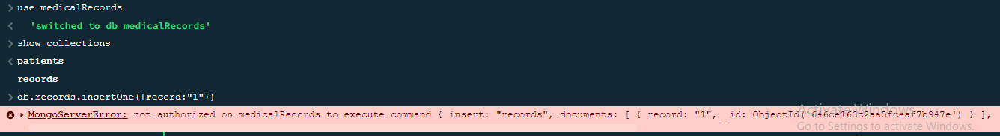 use medicalRecords
'switched to db medicalRecords'
show collections
patients
records
db.records.insertOne({record:"1"})
MongoServerError: not authorized on medicalRecords to execute command { insert: "records", documents: [ { record: "1", _id: ObjectId('646ce163c2aa5fceaf7b947e') } ],
Activate Windows
Go to Settings to activate Windows.